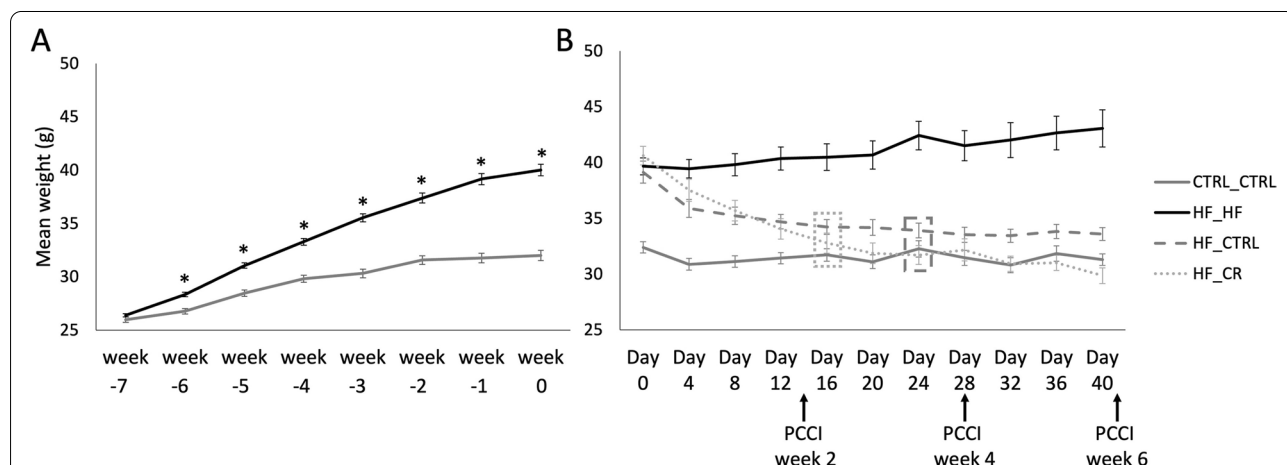 A
B
Mean weight (g)
50
45
40
35
30
25
* * * * * * *
week week week week week week week week
-7 -6 -5 -4 -3 -2 -1 0
50
45
40
35
30
25
Day Day Day Day Day Day Day Day Day Day Day
0 4 8 12 16 20 24 28 32 36 40
PCCI PCCI PCCI
week 2 week 4 week 6
CTRL_CTRL
HF_HF
HF_CTRL
HF_CR